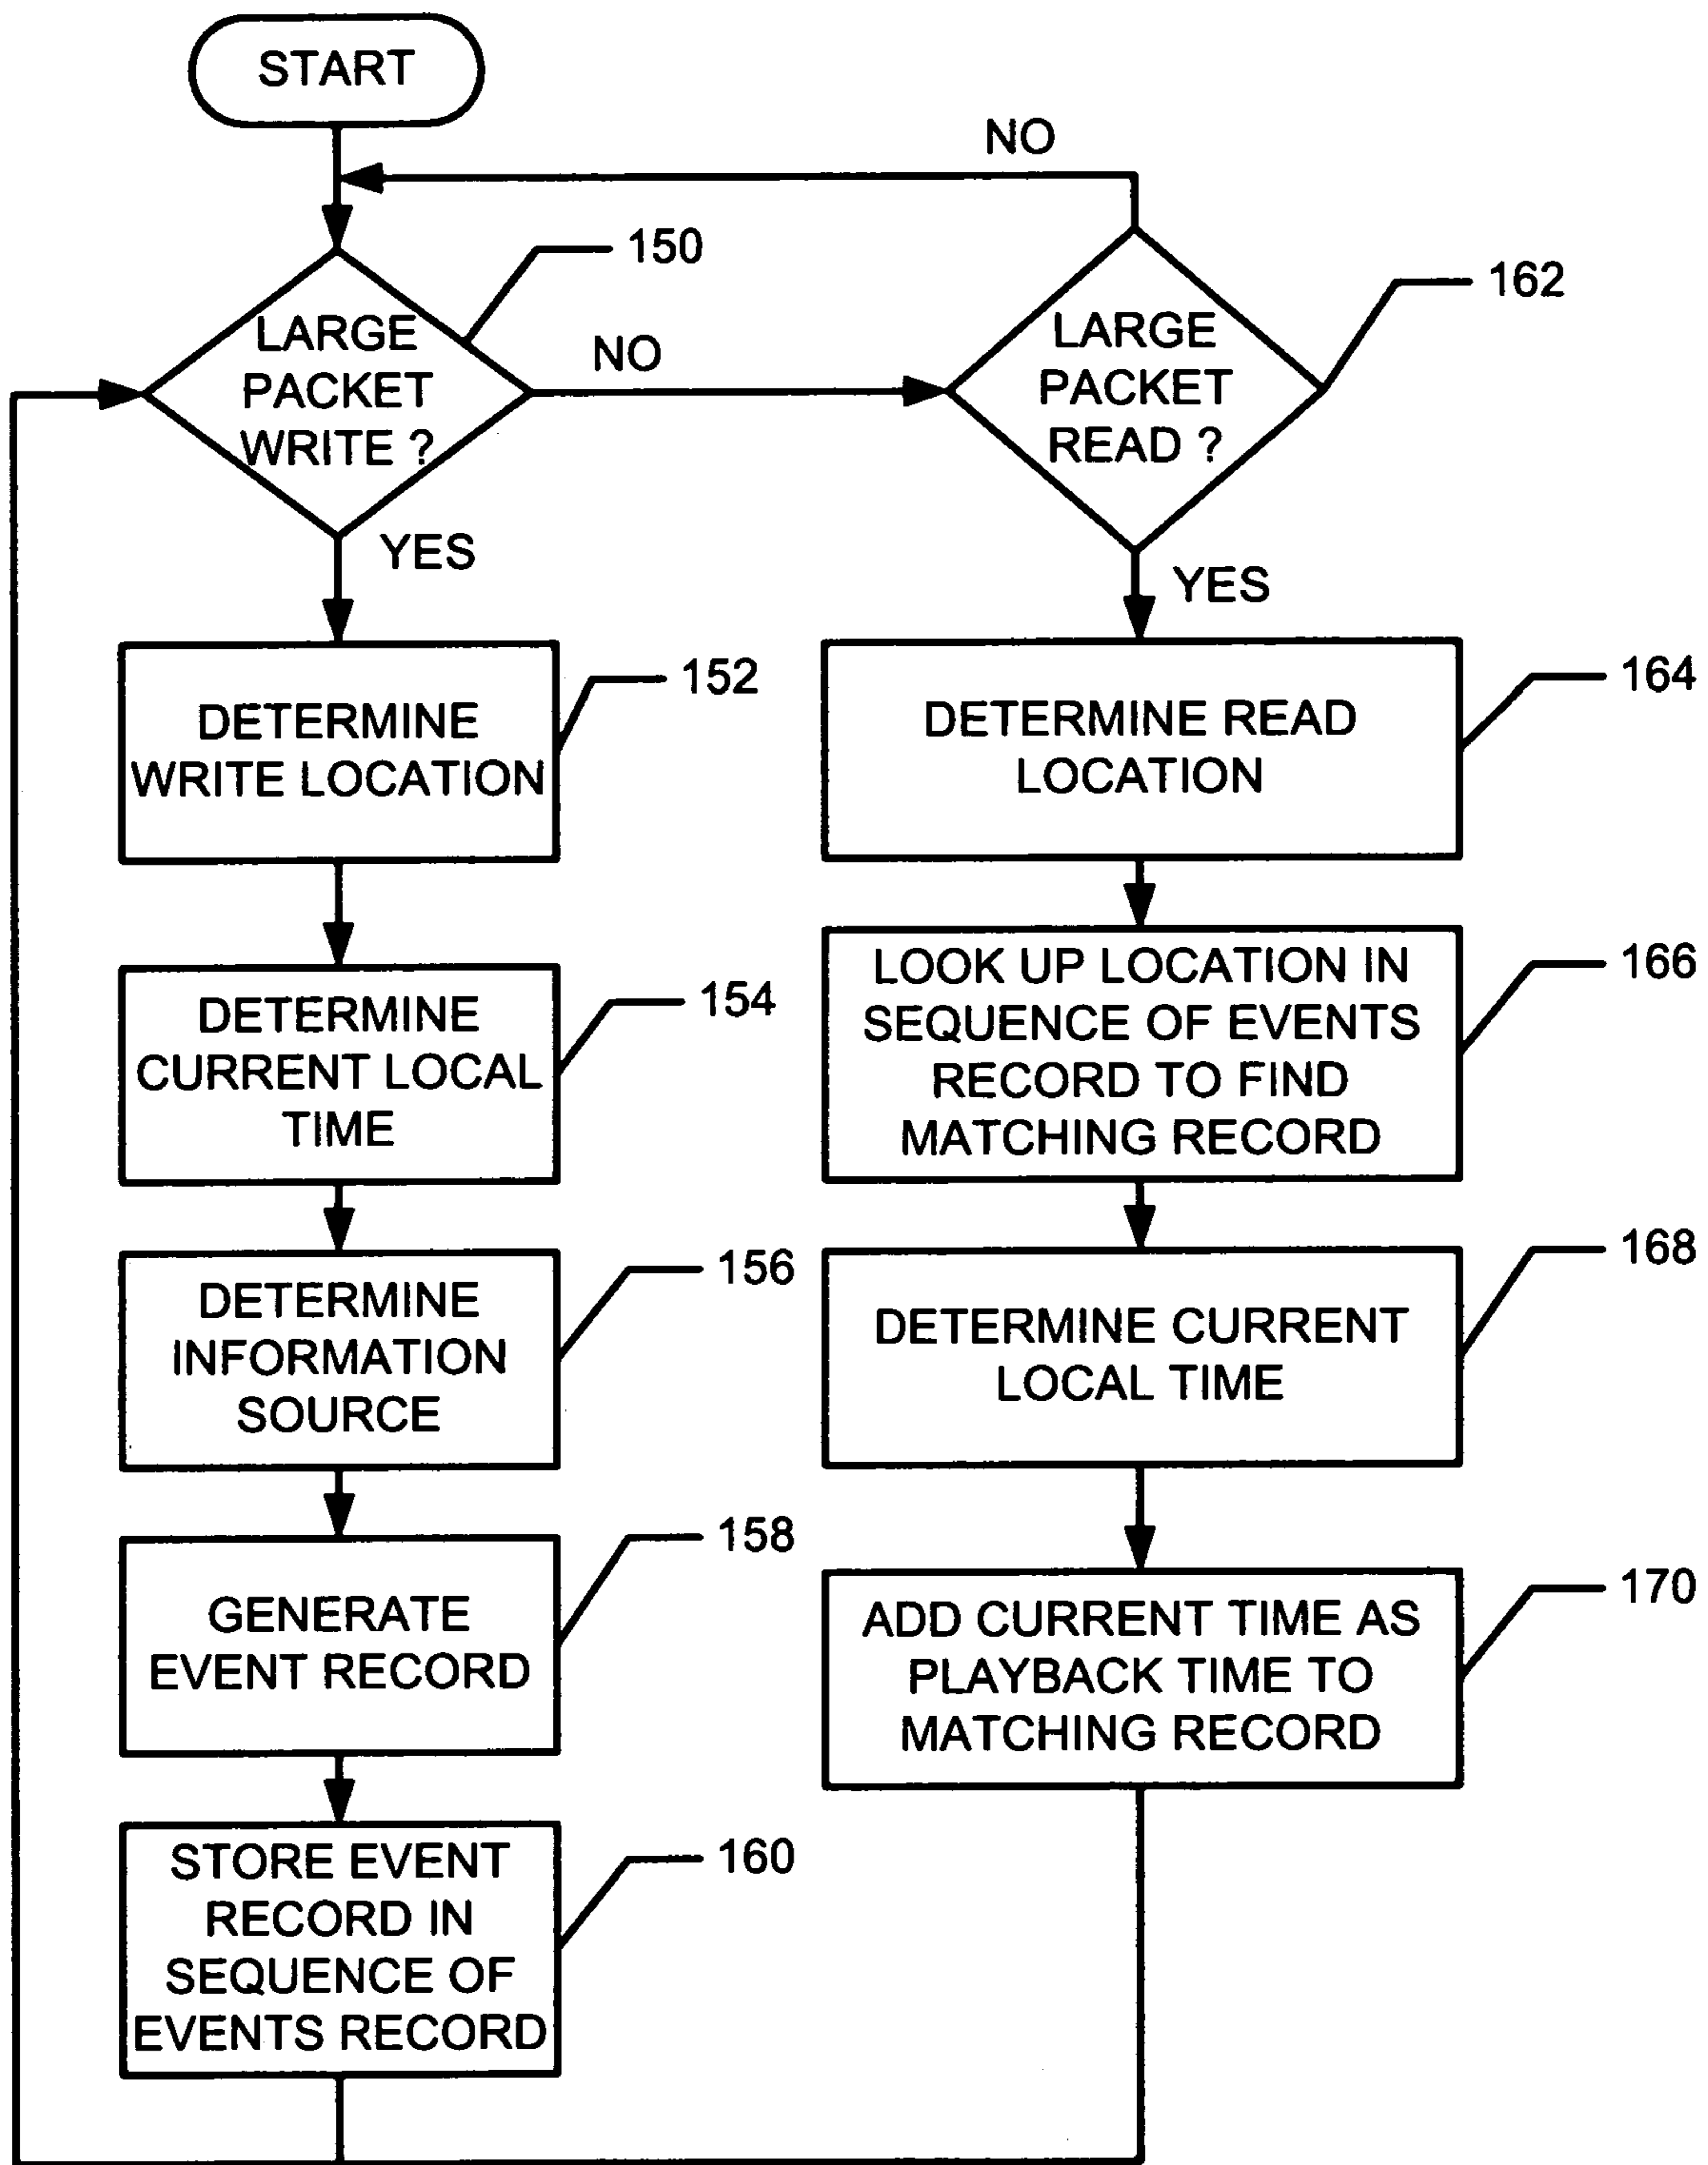 START
NO
150
162
LARGE
PACKET
WRITE ?
NO
LARGE
PACKET
READ ?
YES
YES
DETERMINE
WRITE LOCATION
152
DETERMINE READ
LOCATION
164
DETERMINE
CURRENT LOCAL
TIME
154
LOOK UP LOCATION IN
SEQUENCE OF EVENTS
RECORD TO FIND
MATCHING RECORD
166
DETERMINE
INFORMATION
SOURCE
156
DETERMINE CURRENT
LOCAL TIME
168
GENERATE
EVENT RECORD
158
ADD CURRENT TIME AS
PLAYBACK TIME TO
MATCHING RECORD
170
STORE EVENT
RECORD IN
SEQUENCE OF
EVENTS RECORD
160